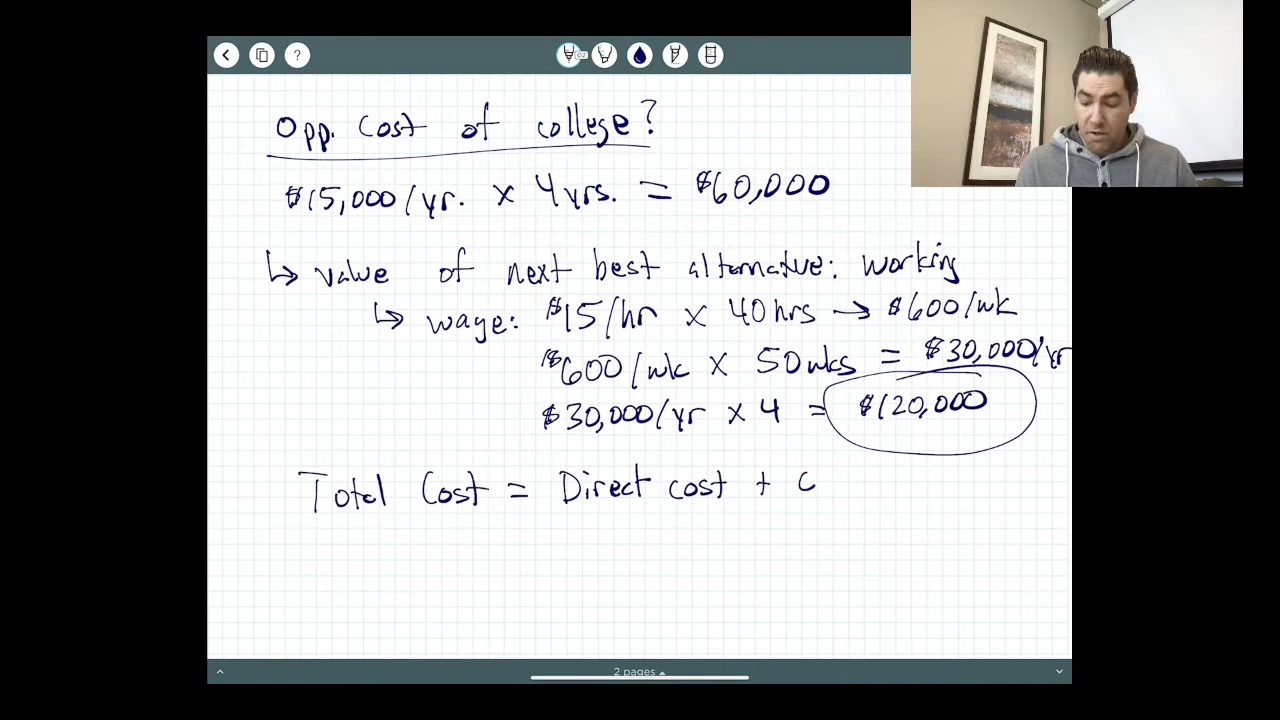 ?
02
Opp. Cost of college?
$15,000/yr. x 4 yrs. = $60,000
↳ value of next best alternative: working
↳ wage: $15/hr x 40 hrs → $600/wk
$600/wk x 50 wks = $30,000/yr
$30,000/yr x 4 = $120,000
Total Cost = Direct cost + c
2 pages